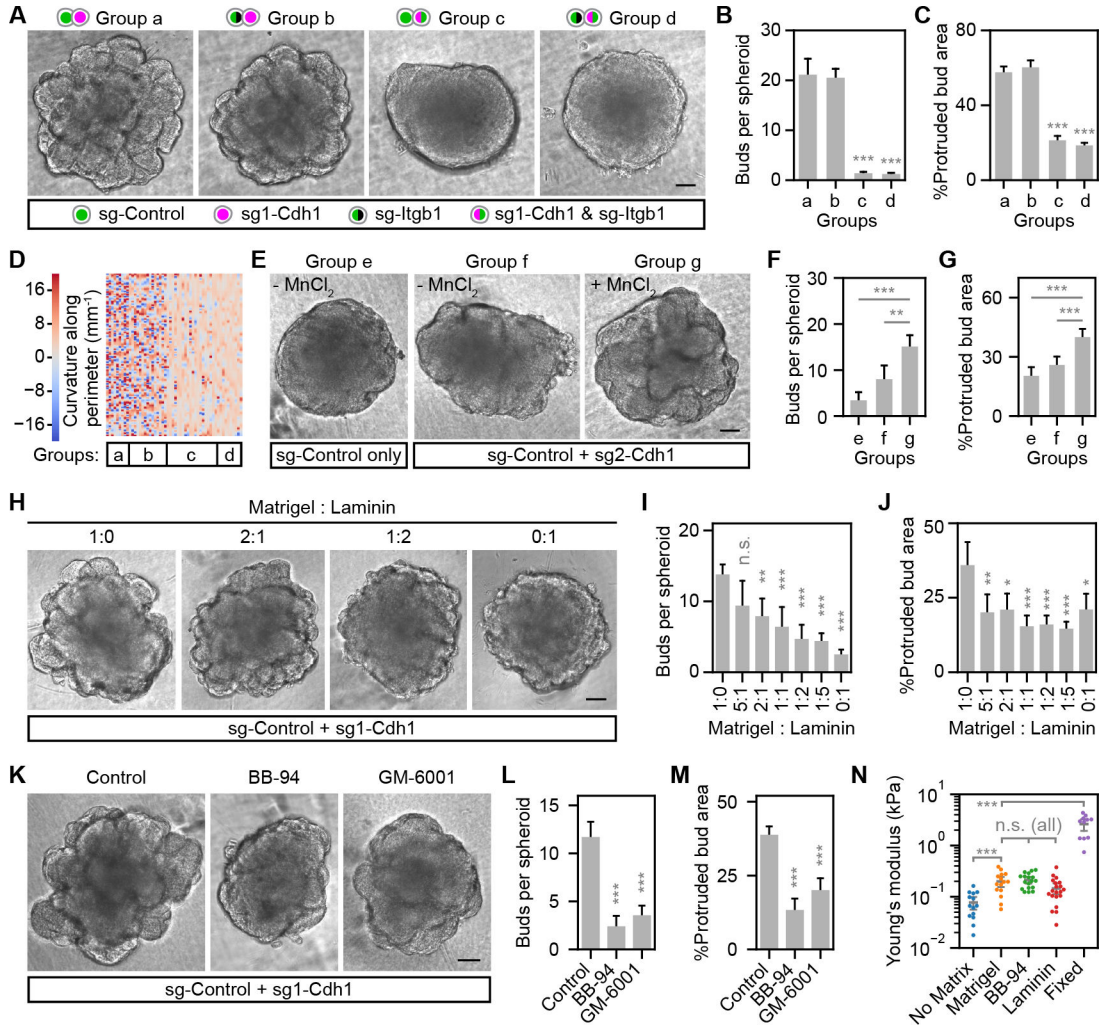 A
Group a
Group b
Group c
Group d
sg-Control
sg1-Cdh1
sg-Itgb1
sg1-Cdh1 & sg-Itgb1
B
Buds per spheroid
30
20
10
0
***
***
a b c d
Groups
C
%Protruded bud area
80
40
0
***
***
a b c d
Groups
D
Curvature along
perimeter (mm⁻¹)
16
8
0
−8
−16
Groups:
a
b
c
d
E
Group e
Group f
Group g
- MnCl₂
- MnCl₂
+ MnCl₂
sg-Control only
sg-Control + sg2-Cdh1
F
Buds per spheroid
30
20
10
0
***
**
e f g
Groups
G
%Protruded bud area
60
30
0
***
***
e f g
Groups
H
Matrigel : Laminin
1:0
2:1
1:2
0:1
sg-Control + sg1-Cdh1
I
Buds per spheroid
20
10
0
n.s.
**
***
***
***
***
1:0
5:1
2:1
1:1
1:2
1:5
0:1
Matrigel : Laminin
J
%Protruded bud area
50
25
0
**
*
***
***
***
*
1:0
5:1
2:1
1:1
1:2
1:5
0:1
Matrigel : Laminin
K
Control
BB-94
GM-6001
sg-Control + sg1-Cdh1
L
Buds per spheroid
15
10
5
0
***
***
Control
BB-94
GM-6001
M
%Protruded bud area
50
25
0
***
***
Control
BB-94
GM-6001
N
Young's modulus (kPa)
10¹
10⁰
10⁻¹
10⁻²
***
n.s. (all)
***
No Matrix
Matrigel
BB-94
Laminin
Fixed